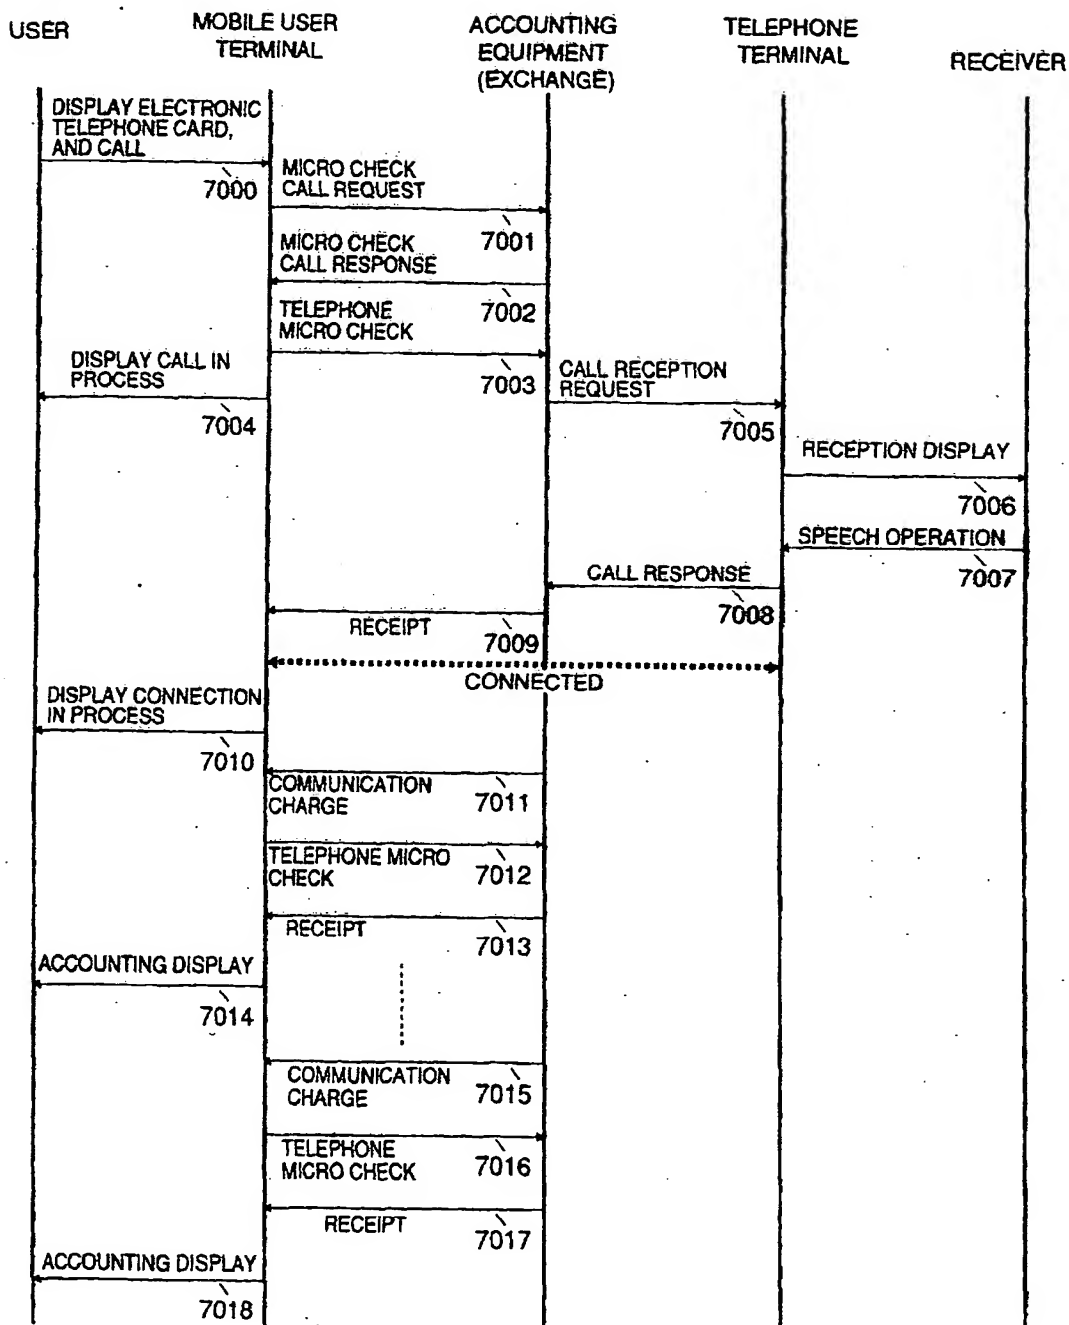 USER
MOBILE USER
TERMINAL
ACCOUNTING
EQUIPMENT
(EXCHANGE)
TELEPHONE
TERMINAL
RECEIVER
DISPLAY ELECTRONIC
TELEPHONE CARD,
AND CALL
7000
MICRO CHECK
CALL REQUEST
7001
MICRO CHECK
CALL RESPONSE
7002
TELEPHONE
MICRO CHECK
7003
DISPLAY CALL IN
PROCESS
7004
CALL RECEPTION
REQUEST
7005
RECEPTION DISPLAY
7006
SPEECH OPERATION
7007
CALL RESPONSE
7008
RECEIPT
7009
CONNECTED
DISPLAY CONNECTION
IN PROCESS
7010
COMMUNICATION
CHARGE
7011
TELEPHONE MICRO
CHECK
7012
RECEIPT
7013
ACCOUNTING DISPLAY
7014
COMMUNICATION
CHARGE
7015
TELEPHONE
MICRO CHECK
7016
RECEIPT
7017
ACCOUNTING DISPLAY
7018